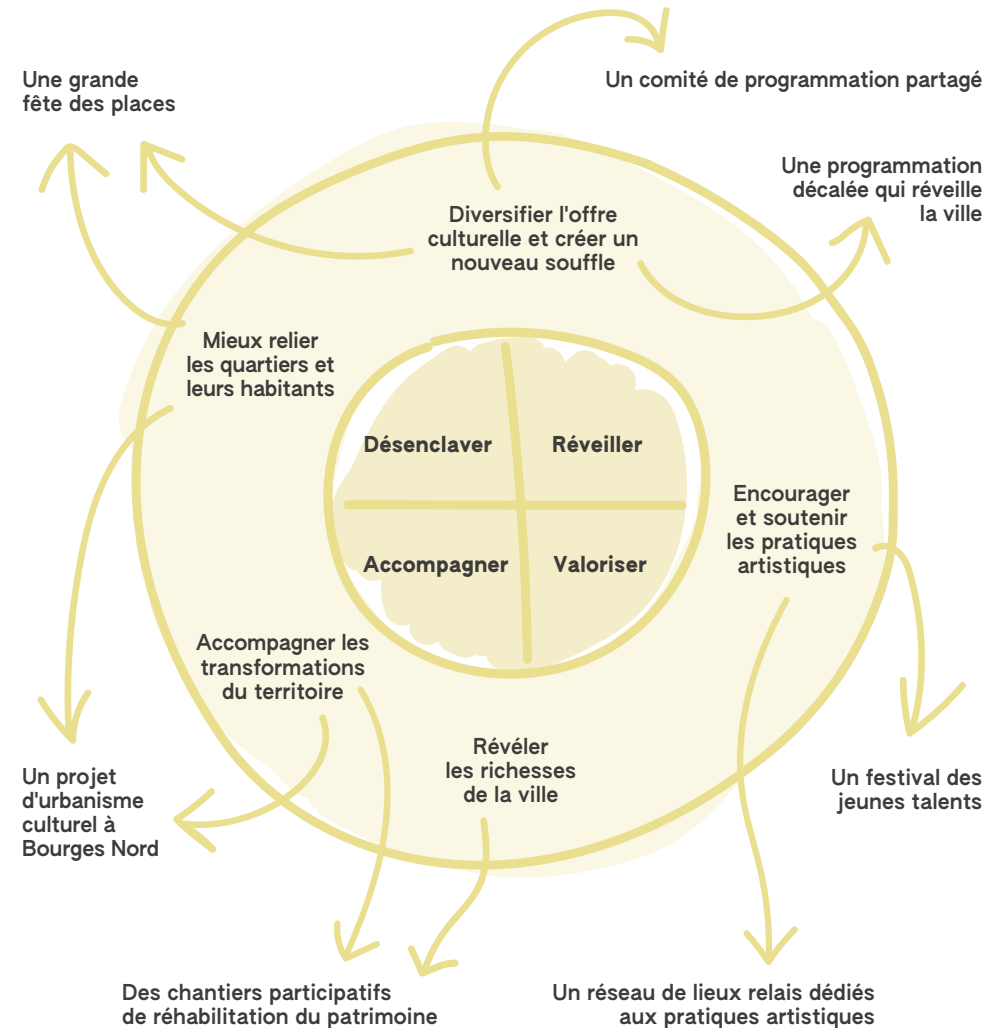 Une grande
fête des places
Un comité de programmation partagé
Une programmation
décalée qui réveille
la ville
Diversifier l'offre
culturelle et créer un
nouveau souffle
Mieux relier
les quartiers et
leurs habitants
Désenclaver
Réveiller
Accompagner
Valoriser
Encourager
et soutenir
les pratiques
artistiques
Accompagner les
transformations
du territoire
Révéler
les richesses
de la ville
Un projet
d'urbanisme
culturel à
Bourges Nord
Un festival des
jeunes talents
Des chantiers participatifs
de réhabilitation du patrimoine
Un réseau de lieux relais dédiés
aux pratiques artistiques